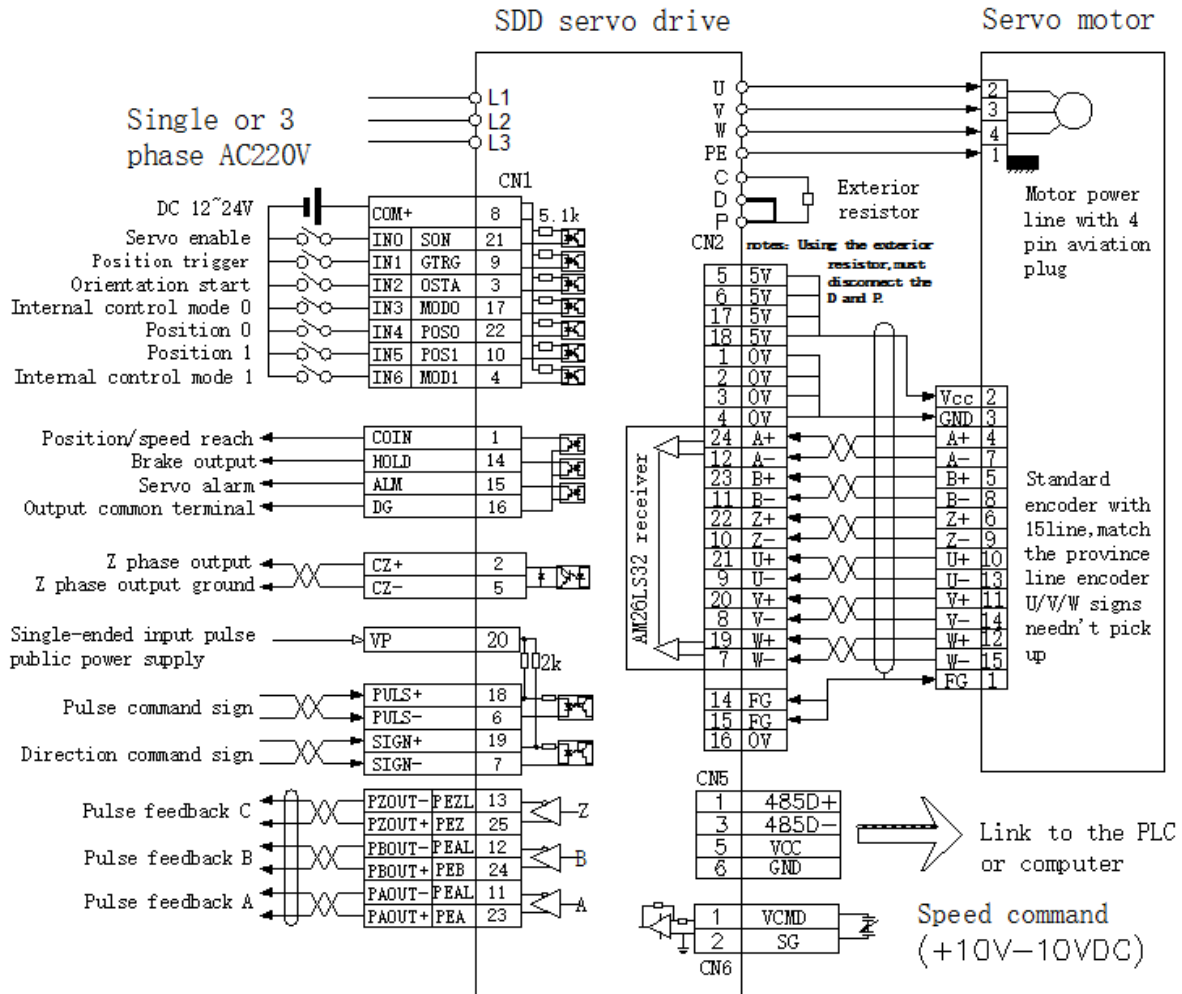 SDD servo drive
Servo motor
Single or 3
phase AC220V
L1
L2
L3
U
V
W
PE
C
D
P
2
3
4
1
Exterior
resistor
Motor power
line with 4
pin aviation
plug
notes: Using the exterior
resistor,must
disconnect the
D and P.
CN1
DC 12~24V COM+ 8 5.1k
Servo enable IN0 SON 21
Position trigger IN1 GTRG 9
Orientation start IN2 OSTA 3
Internal control mode 0 IN3 MOD0 17
Position 0 IN4 POS0 22
Position 1 IN5 POS1 10
Internal control mode 1 IN6 MOD1 4
Position/speed reach COIN 1
Brake output HOLD 14
Servo alarm ALM 15
Output common terminal DG 16
Z phase output CZ+ 2
Z phase output ground CZ- 5
Single-ended input pulse
public power supply
VP 20
2k
Pulse command sign
PULS+ 18
PULS- 6
Direction command sign
SIGN+ 19
SIGN- 7
Pulse feedback C
PZOUT- PEZL 13
PZOUT+ PEZ 25
Z
Pulse feedback B
PBOUT- PEAL 12
PBOUT+ PEB 24
B
Pulse feedback A
PAOUT- PEAL 11
PAOUT+ PEA 23
A
CN2
5 5V
6 5V
17 5V
18 5V
1 0V
2 0V
3 0V
4 0V
24 A+
12 A-
23 B+
11 B-
22 Z+
10 Z-
21 U+
9 U-
20 V+
8 V-
19 W+
7 W-
14 FG
15 FG
16 0V
AM26LS32 receiver
Vcc 2
GND 3
A+ 4
A- 7
B+ 5
B- 8
Z+ 6
Z- 9
U+ 10
U- 13
V+ 11
V- 14
W+ 12
W- 15
FG 1
Standard
encoder with
15line,match
the province
line encoder
U/V/W signs
needn't pick
up
CN5
1 485D+
3 485D-
5 VCC
6 GND
Link to the PLC
or computer
1 VCMD
2 SG
CN6
Speed command
(+10V-10VDC)